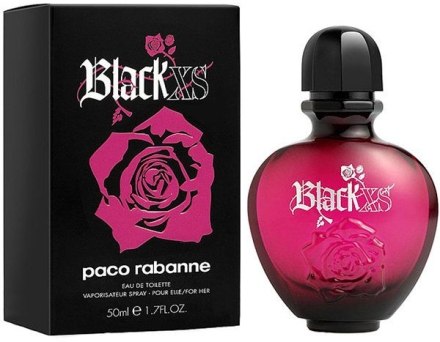 BlackXS
paco rabanne
EAU DE TOILETTE
VAPORISATEUR SPRAY - POUR ELLE/FOR HER
50ml e 1.7FL.OZ.
BlackXS